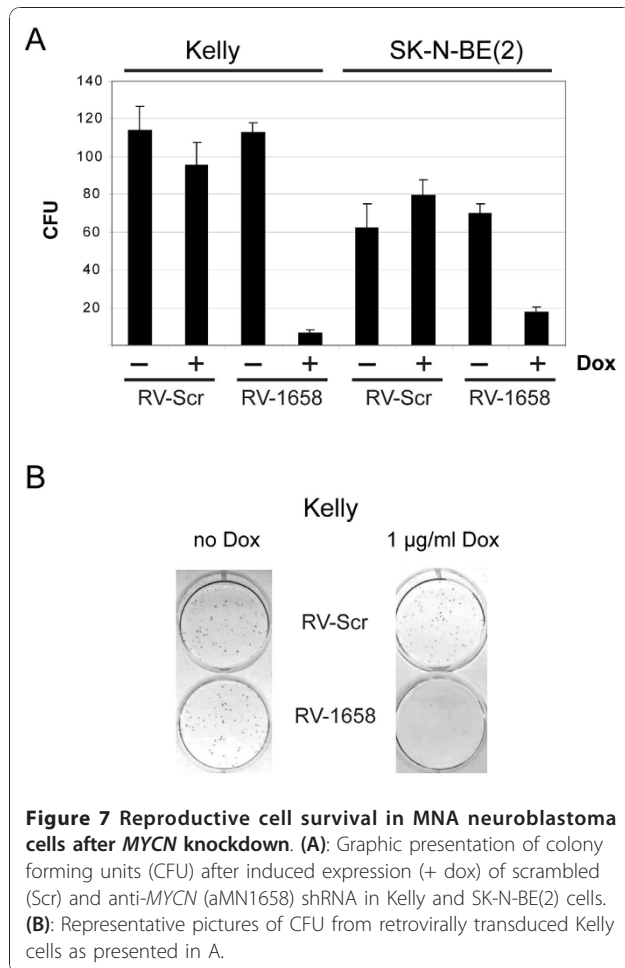 A
Kelly SK-N-BE(2)
140
120
100
80
60
40
20
CFU
− + − + − + − + Dox
RV-Scr RV-1658 RV-Scr RV-1658
B
Kelly
no Dox 1 µg/ml Dox
RV-Scr
RV-1658
Figure 7 Reproductive cell survival in MNA neuroblastoma
cells after MYCN knockdown. (A): Graphic presentation of colony
forming units (CFU) after induced expression (+ dox) of scrambled
(Scr) and anti-MYCN (aMN1658) shRNA in Kelly and SK-N-BE(2) cells.
(B): Representative pictures of CFU from retrovirally transduced Kelly
cells as presented in A.